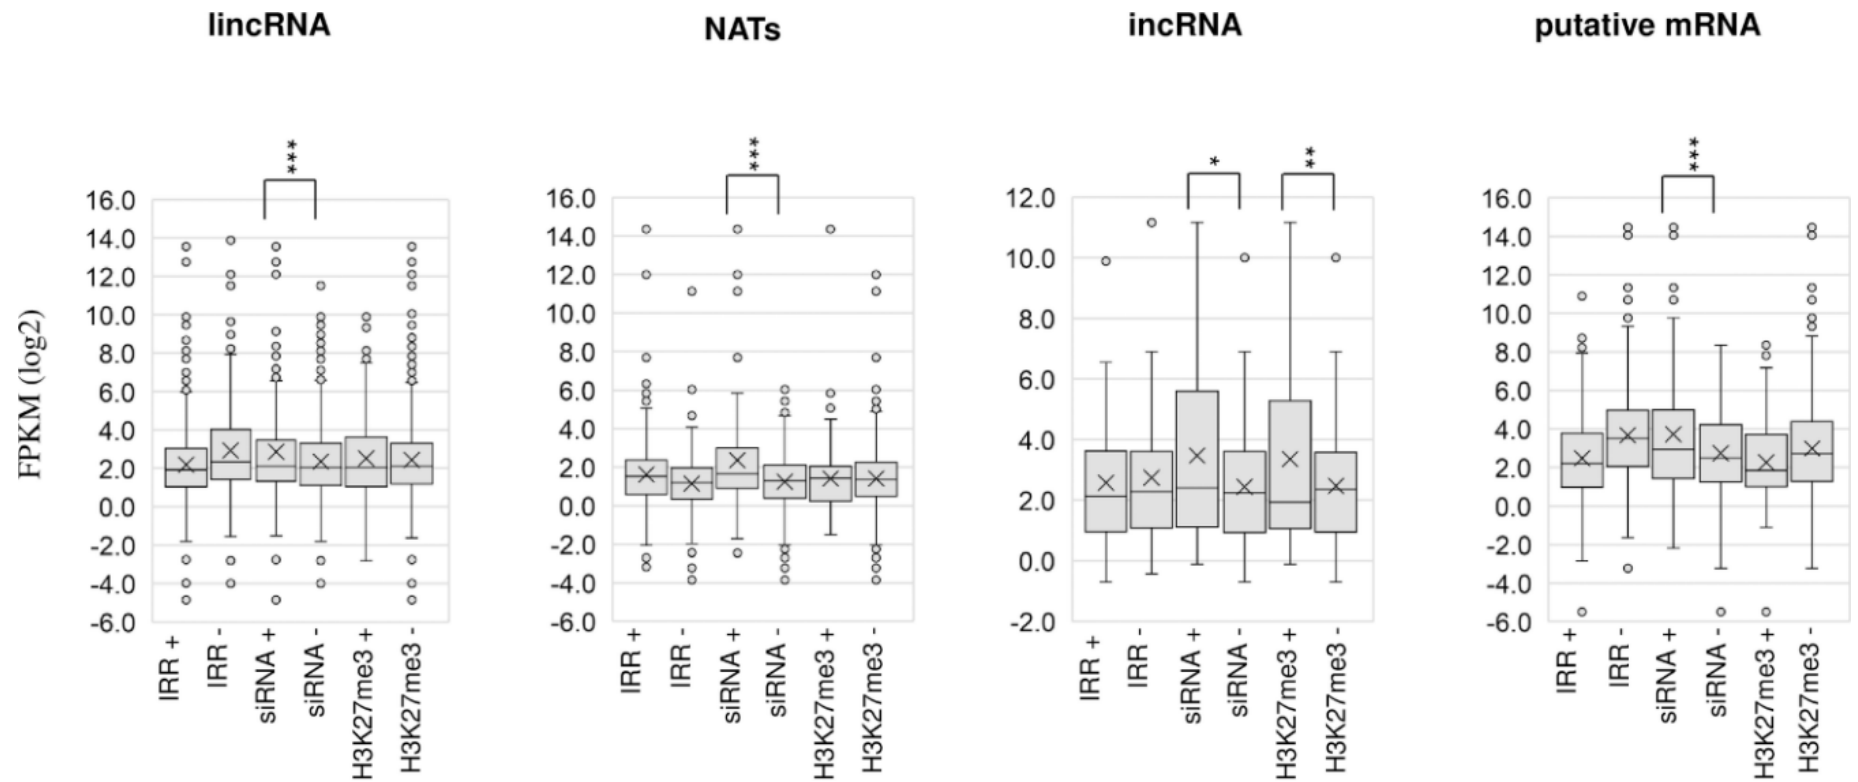 lincRNA
NATs
incRNA
putative mRNA
FPKM (log2)
***
16.0
14.0
12.0
10.0
8.0
6.0
4.0
2.0
0.0
-2.0
-4.0
-6.0
IRR +
IRR -
siRNA +
siRNA -
H3K27me3 +
H3K27me3 -
***
16.0
14.0
12.0
10.0
8.0
6.0
4.0
2.0
0.0
-2.0
-4.0
-6.0
IRR +
IRR -
siRNA +
siRNA -
H3K27me3 +
H3K27me3 -
*
**
12.0
10.0
8.0
6.0
4.0
2.0
0.0
-2.0
IRR +
IRR -
siRNA +
siRNA -
H3K27me3 +
H3K27me3 -
***
16.0
14.0
12.0
10.0
8.0
6.0
4.0
2.0
0.0
-2.0
-4.0
-6.0
IRR +
IRR -
siRNA +
siRNA -
H3K27me3 +
H3K27me3 -